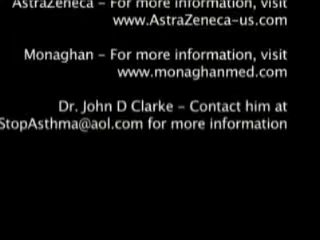 AstraZeneca – For more information, visit
www.AstraZeneca-us.com
Monaghan – For more information, visit
www.monaghanmed.com
Dr. John D Clarke – Contact him at
StopAsthma@aol.com for more information